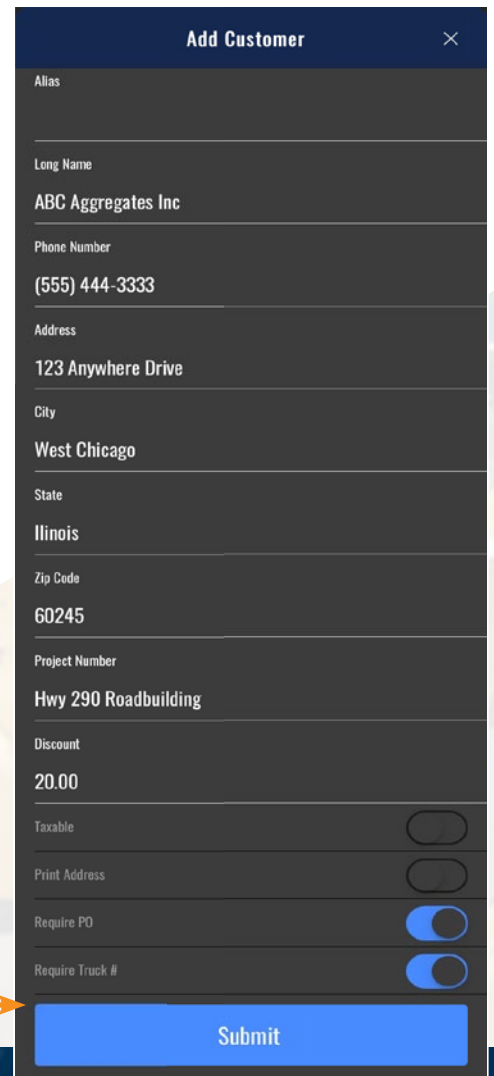 Add Customer
Alias
Long Name
ABC Aggregates Inc
Phone Number
(555) 444-3333
Address
123 Anywhere Drive
City
West Chicago
State
Ilinois
Zip Code
60245
Project Number
Hwy 290 Roadbuilding
Discount
20.00
Taxable
Print Address
Require PO
Require Truck #
Submit